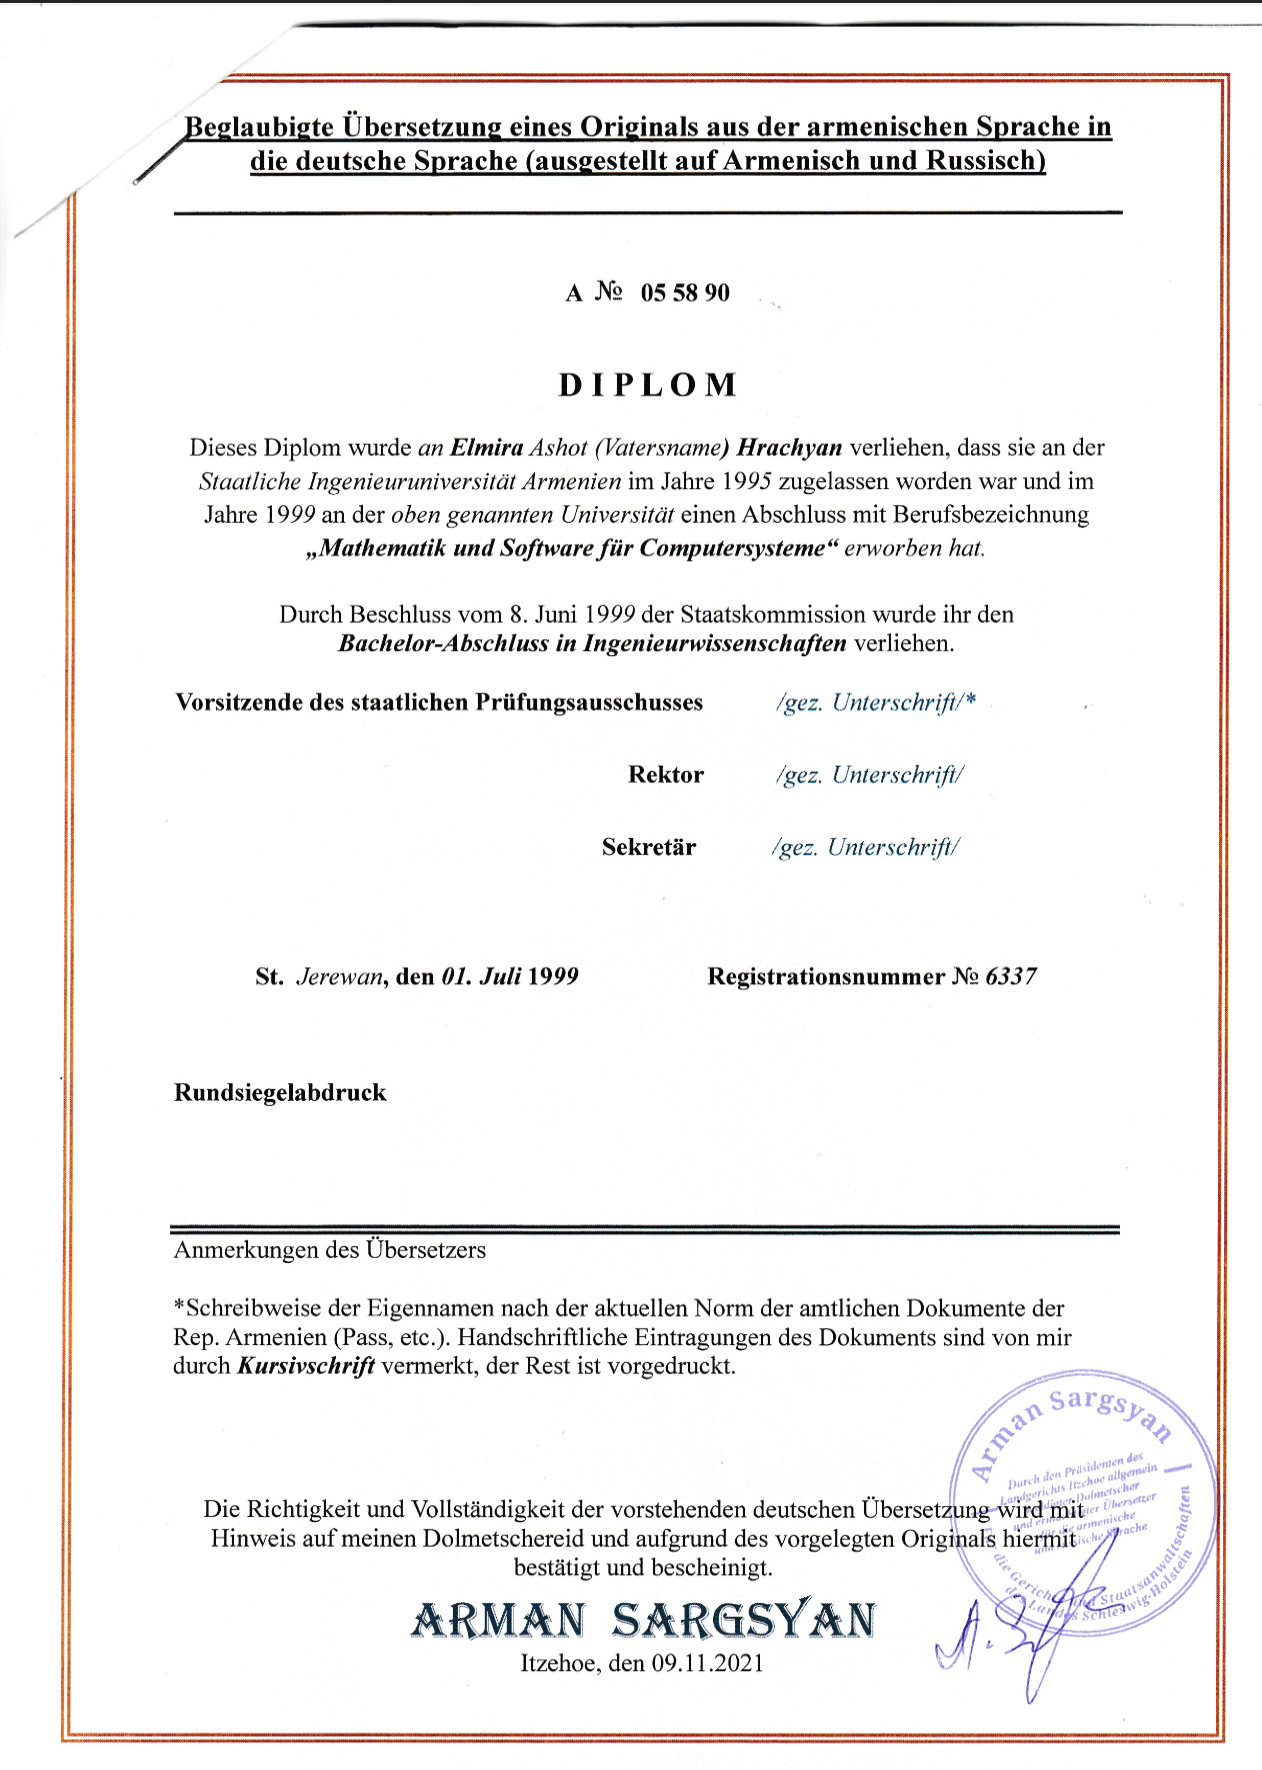 Beglaubigte Übersetzung eines Originals aus der armenischen Sprache in
die deutsche Sprache (ausgestellt auf Armenisch und Russisch)
A № 05 58 90
DIPLOM
Dieses Diplom wurde an Elmira Ashot (Vatersname) Hrachyan verliehen, dass sie an der
Staatliche Ingenieuruniversität Armenien im Jahre 1995 zugelassen worden war und im
Jahre 1999 an der oben genannten Universität einen Abschluss mit Berufsbezeichnung
„Mathematik und Software für Computersysteme“ erworben hat.
Durch Beschluss vom 8. Juni 1999 der Staatskommission wurde ihr den
Bachelor-Abschluss in Ingenieurwissenschaften verliehen.
Vorsitzende des staatlichen Prüfungsausschusses /gez. Unterschrift/*
Rektor /gez. Unterschrift/
Sekretär /gez. Unterschrift/
St. Jerewan, den 01. Juli 1999 Registrationsnummer № 6337
Rundsiegelabdruck
Anmerkungen des Übersetzers
*Schreibweise der Eigennamen nach der aktuellen Norm der amtlichen Dokumente der
Rep. Armenien (Pass, etc.). Handschriftliche Eintragungen des Dokuments sind von mir
durch Kursivschrift vermerkt, der Rest ist vorgedruckt.
Die Richtigkeit und Vollständigkeit der vorstehenden deutschen Übersetzung wird mit
Hinweis auf meinen Dolmetschereid und aufgrund des vorgelegten Originals hiermit
bestätigt und bescheinigt.
ARMAN SARGSYAN
Itzehoe, den 09.11.2021
Arman Sargsyan
Durch den Präsidenten des
Landgerichts Itzehoe allgemein
Dolmetscher
und ermächtigter Übersetzer
für die armenische
Sprache
für die Gerichte und Staatsanwaltschaften
des Landes Schleswig-Holstein